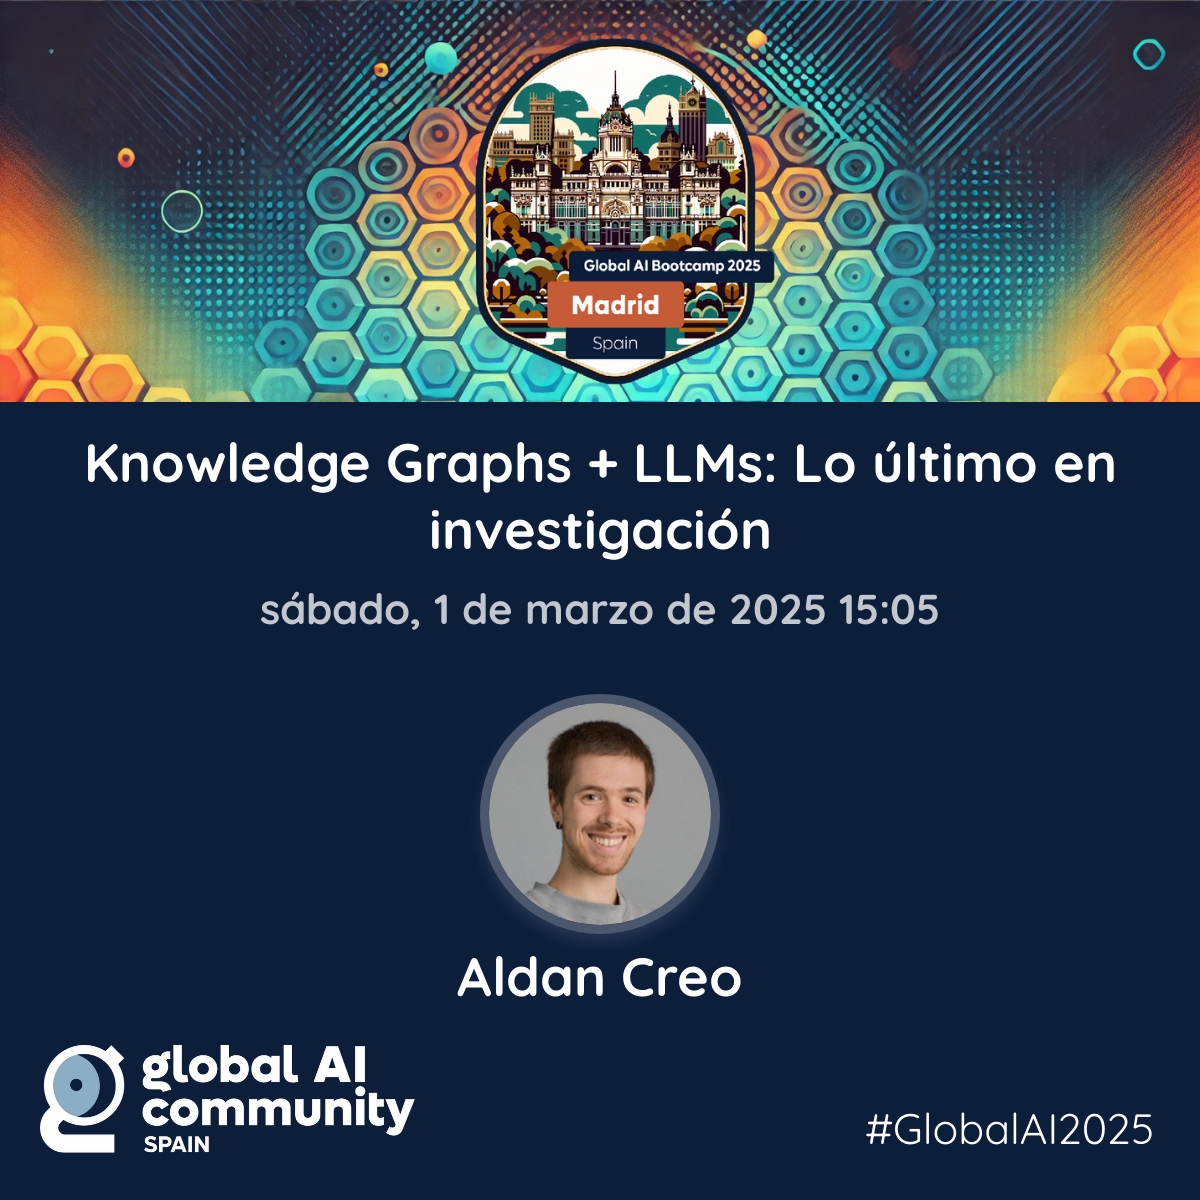 Global AI Bootcamp 2025
Madrid
Spain
Knowledge Graphs + LLMs: Lo último en
investigación
sábado, 1 de marzo de 2025 15:05
Aldan Creo
global AI
community
SPAIN
#GlobalAI2025